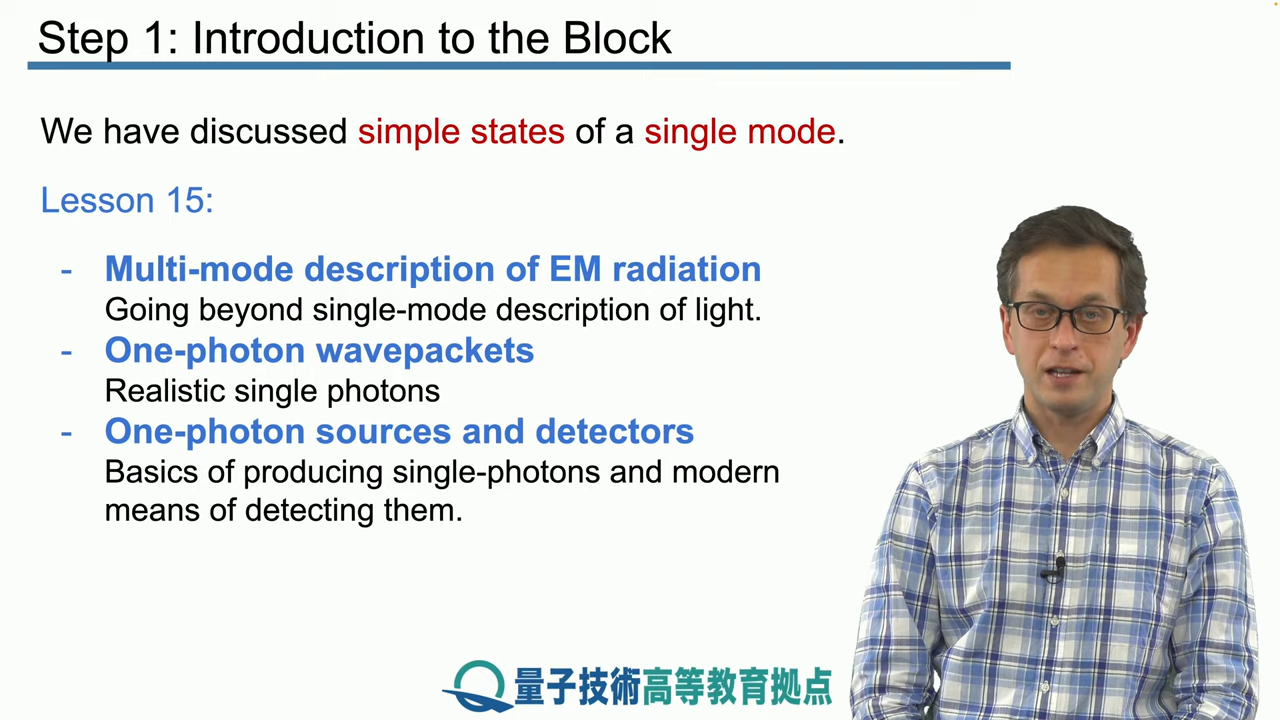 Step 1: Introduction to the Block
We have discussed simple states of a single mode.
Lesson 15:
- Multi-mode description of EM radiation
Going beyond single-mode description of light.
- One-photon wavepackets
Realistic single photons
- One-photon sources and detectors
Basics of producing single-photons and modern
means of detecting them.
量子技術高等教育拠点